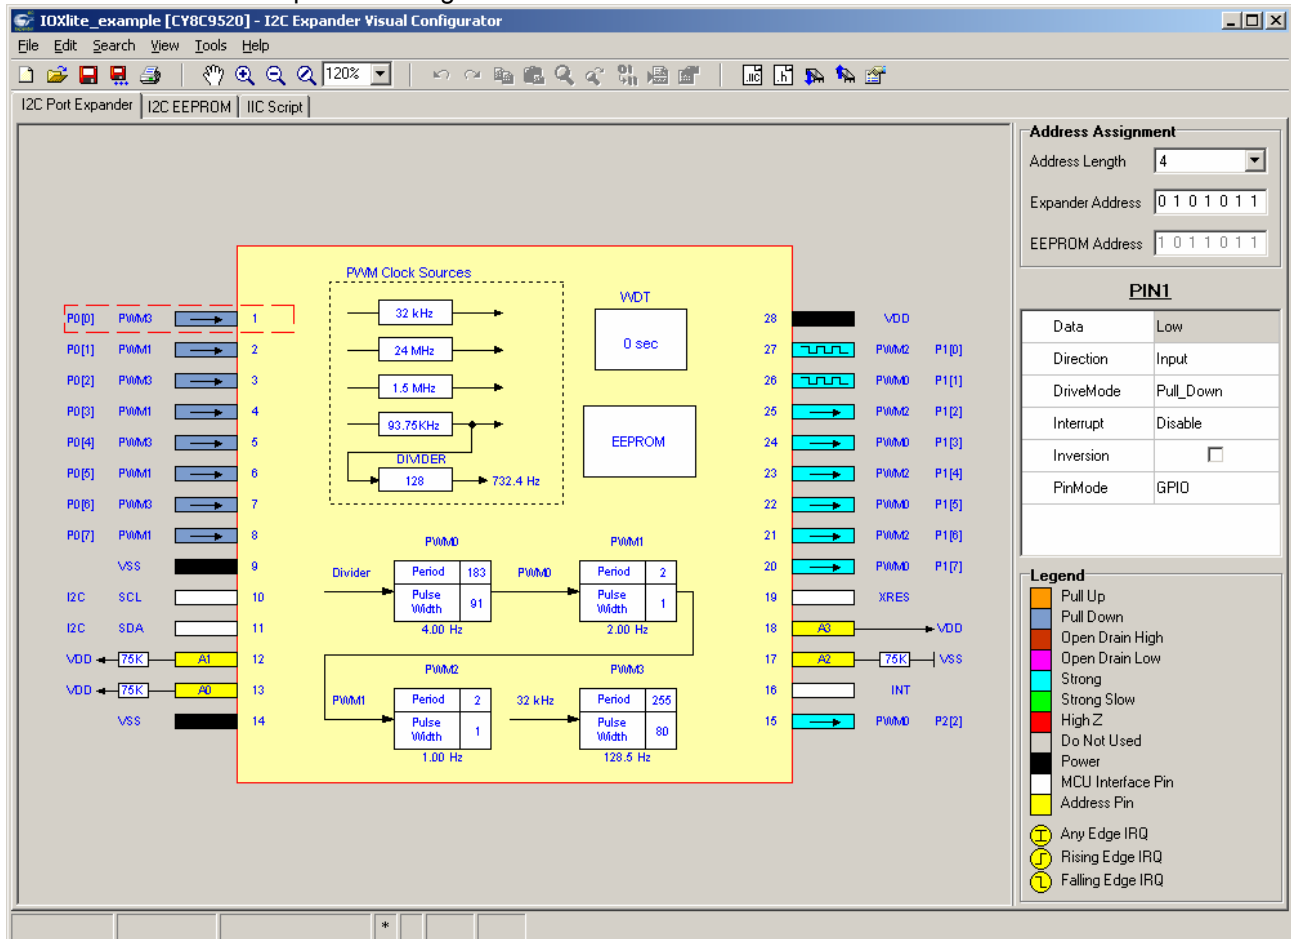 IOXlite_example [CY8C9520] - I2C Expander Visual Configurator
File Edit Search View Tools Help
120%
.IIC .h
I2C Port Expander I2C EEPROM IIC Script
Address Assignment
Address Length 4
Expander Address 0 1 0 1 0 1 1
EEPROM Address 1 0 1 1 0 1 1
PIN1
Data Low
Direction Input
DriveMode Pull_Down
Interrupt Disable
Inversion
PinMode GPIO
Legend
Pull Up
Pull Down
Open Drain High
Open Drain Low
Strong
Strong Slow
High Z
Do Not Used
Power
MCU Interface Pin
Address Pin
Any Edge IRQ
Rising Edge IRQ
Falling Edge IRQ
P0[0] PWM3 1
P0[1] PWM1 2
P0[2] PWM3 3
P0[3] PWM1 4
P0[4] PWM3 5
P0[5] PWM1 6
P0[6] PWM3 7
P0[7] PWM1 8
VSS 9
I2C SCL 10
I2C SDA 11
VDD 75K A1 12
VDD 75K A0 13
VSS 14
PWM Clock Sources
32 kHz
24 MHz
1.5 MHz
93.75KHz
DIVIDER
128 732.4 Hz
WDT
0 sec
EEPROM
PWM0
Divider Period 183
Pulse Width 91
4.00 Hz
PWM1
PWM0 Period 2
Pulse Width 1
2.00 Hz
PWM2
PWM1 Period 2
Pulse Width 1
1.00 Hz
PWM3
32 kHz Period 255
Pulse Width 80
128.5 Hz
28 VDD
27 PWM2 P1[0]
26 PWM0 P1[1]
25 PWM2 P1[2]
24 PWM0 P1[3]
23 PWM2 P1[4]
22 PWM0 P1[5]
21 PWM2 P1[6]
20 PWM0 P1[7]
19 XRES
18 A3 VDD
17 A2 75K VSS
16 INT
15 PWM0 P2[2]
*